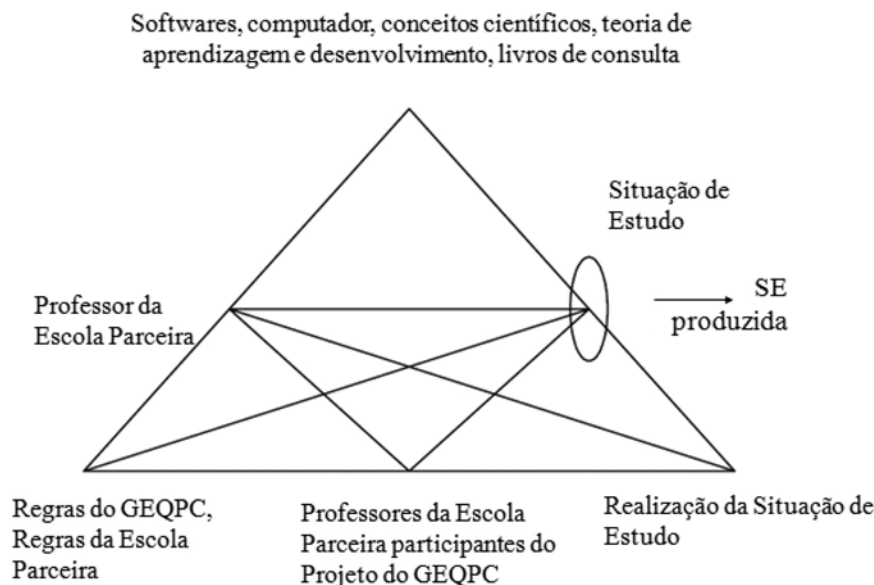 Softwares, computador, conceitos científicos, teoria de
aprendizagem e desenvolvimento, livros de consulta
Situação de
Estudo
Professor da
Escola Parceira
SE
produzida
Regras do GEQPC,
Regras da Escola
Parceira
Professores da Escola
Parceira participantes do
Projeto do GEQPC
Realização da Situação de
Estudo